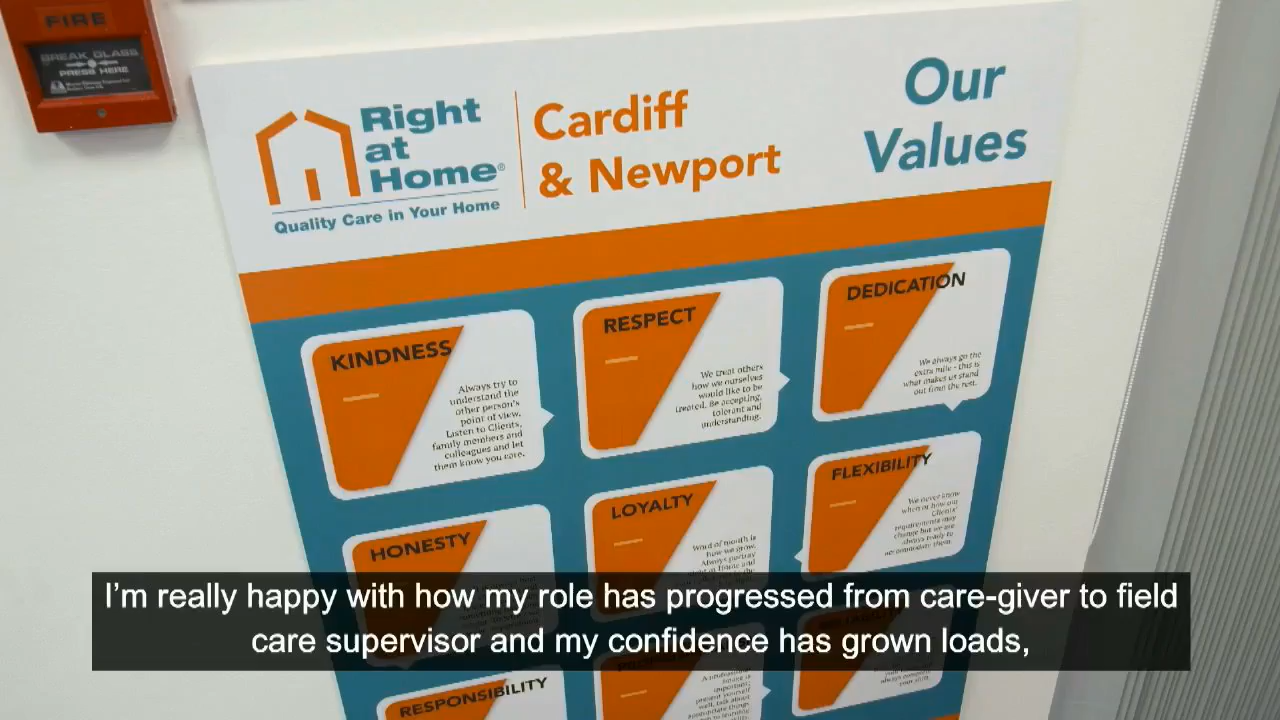 FIRE
BREAK GLASS
PRESS HERE
Right
at
Home®
Quality Care in Your Home
Cardiff
& Newport
Our
Values
KINDNESS
Always try to
understand the
other person's
point of view.
Listen to Clients,
family members and
colleagues and let
them know you care.
RESPECT
We treat others
how we ourselves
would like to be
treated. Be accepting,
tolerant and
understanding.
DEDICATION
We always go the
extra mile - this is
what makes us stand
out from the rest.
HONESTY
LOYALTY
Word of mouth is
how we grow.
Always portray
FLEXIBILITY
We never know
when or how our
Clients'
requirements may
change but we are
always ready to
accommodate them.
RESPONSIBILITY
I'm really happy with how my role has progressed from care-giver to field
care supervisor and my confidence has grown loads,